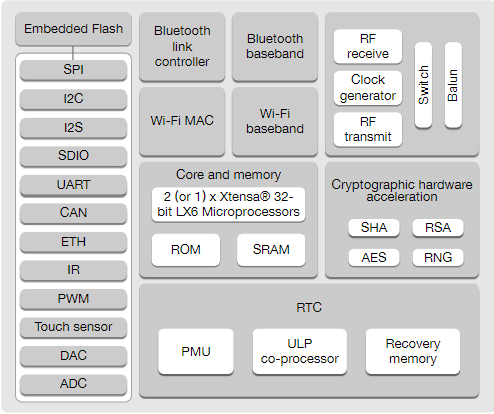 Embedded Flash
SPI
I2C
I2S
SDIO
UART
CAN
ETH
IR
PWM
Touch sensor
DAC
ADC
Bluetooth
link
controller
Bluetooth
baseband
Wi-Fi MAC
Wi-Fi
baseband
RF
receive
Clock
generator
RF
transmit
Switch
Balun
Core and memory
2 (or 1) x Xtensa® 32-
bit LX6 Microprocessors
ROM
SRAM
Cryptographic hardware
acceleration
SHA
RSA
AES
RNG
RTC
PMU
ULP
co-processor
Recovery
memory